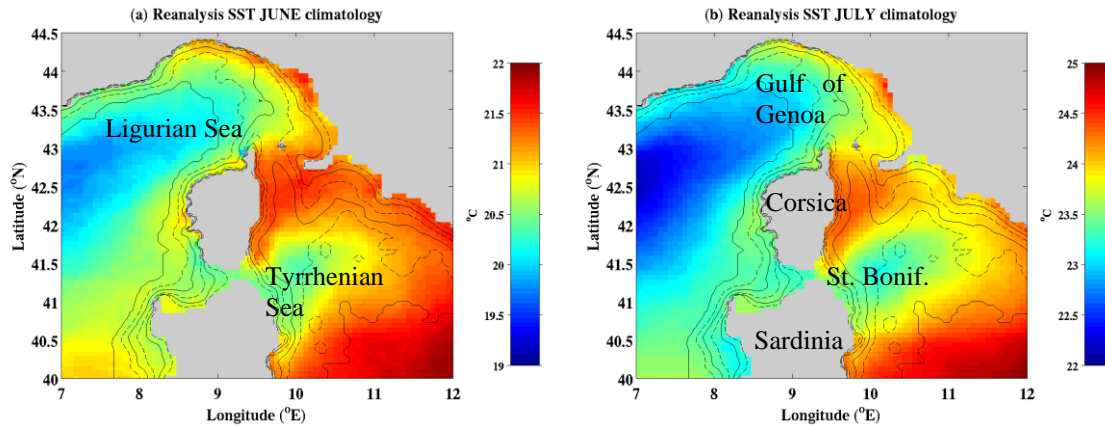 (a) Reanalysis SST JUNE climatology
44.5
44
43.5
43
42.5
42
41.5
41
40.5
40
Latitude (°N)
7
8
9
10
11
12
Longitude (°E)
Ligurian Sea
Tyrrhenian
Sea
22
21.5
21
20.5
20
19.5
19
°C
(b) Reanalysis SST JULY climatology
44.5
44
43.5
43
42.5
42
41.5
41
40.5
40
Latitude (°N)
7
8
9
10
11
12
Longitude (°E)
Gulf of
Genoa
Corsica
St. Bonif.
Sardinia
25
24.5
24
23.5
23
22.5
22
°C